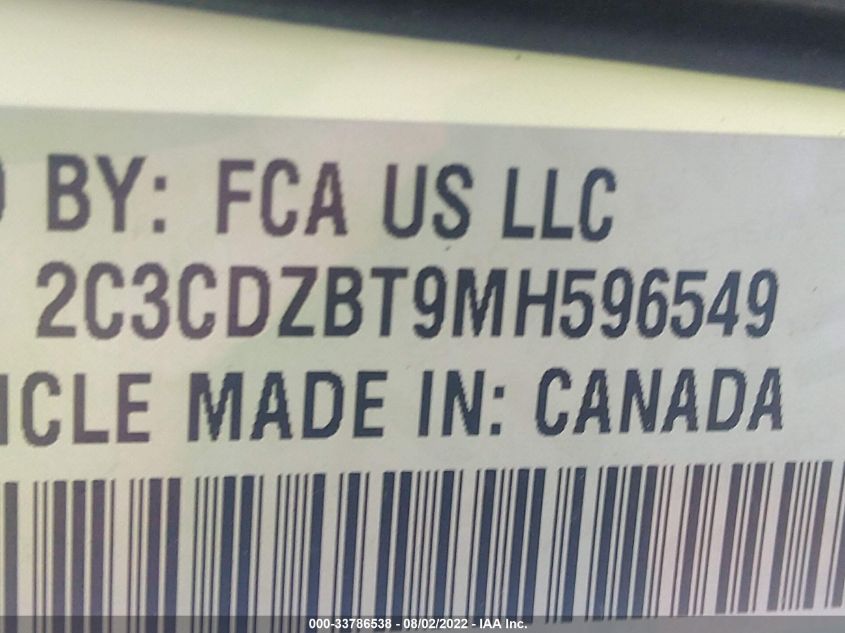 BY: FCA US LLC
2C3CDZBT9MH596549
ICLE MADE IN: CANADA
000-33786538 - 08/02/2022 - IAA Inc.